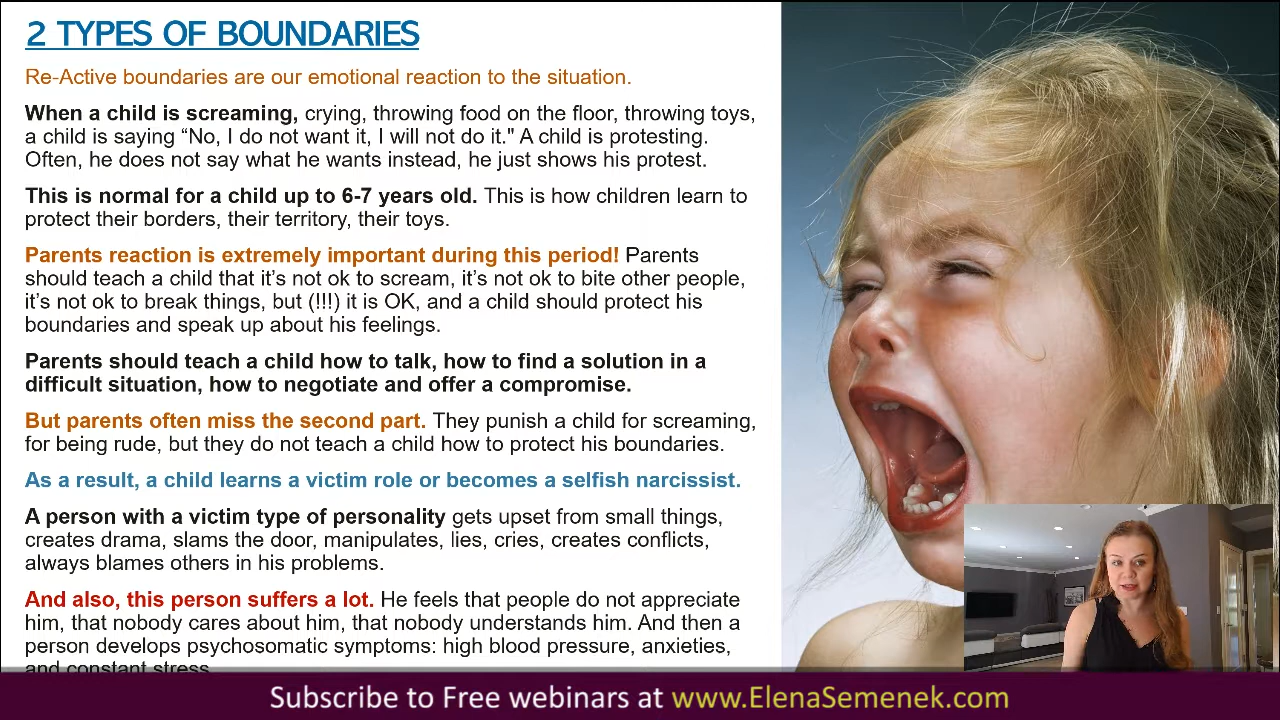 2 TYPES OF BOUNDARIES
Re-Active boundaries are our emotional reaction to the situation.
When a child is screaming, crying, throwing food on the floor, throwing toys,
a child is saying “No, I do not want it, I will not do it." A child is protesting.
Often, he does not say what he wants instead, he just shows his protest.
This is normal for a child up to 6-7 years old. This is how children learn to
protect their borders, their territory, their toys.
Parents reaction is extremely important during this period! Parents
should teach a child that it’s not ok to scream, it’s not ok to bite other people,
it’s not ok to break things, but (!!!) it is OK, and a child should protect his
boundaries and speak up about his feelings.
Parents should teach a child how to talk, how to find a solution in a
difficult situation, how to negotiate and offer a compromise.
But parents often miss the second part. They punish a child for screaming,
for being rude, but they do not teach a child how to protect his boundaries.
As a result, a child learns a victim role or becomes a selfish narcissist.
A person with a victim type of personality gets upset from small things,
creates drama, slams the door, manipulates, lies, cries, creates conflicts,
always blames others in his problems.
And also, this person suffers a lot. He feels that people do not appreciate
him, that nobody cares about him, that nobody understands him. And then a
person develops psychosomatic symptoms: high blood pressure, anxieties,
and constant stress
Subscribe to Free webinars at www.ElenaSemenek.com